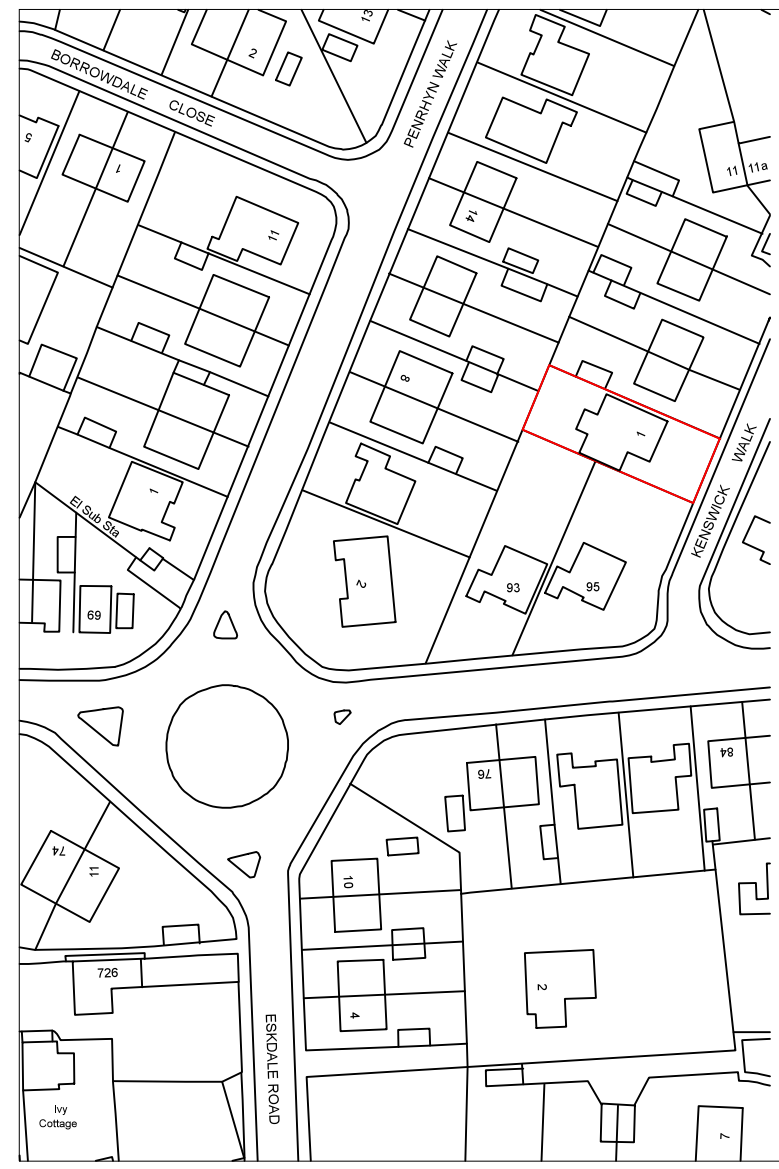 13
2
BORROWDALE CLOSE
PENRHYN WALK
5
1
11
11a
14
11
8
1
KENSWICK WALK
1
El Sub Sta
93
95
2
69
84
76
74
11
10
726
2
4
ESKDALE ROAD
Ivy
Cottage
7